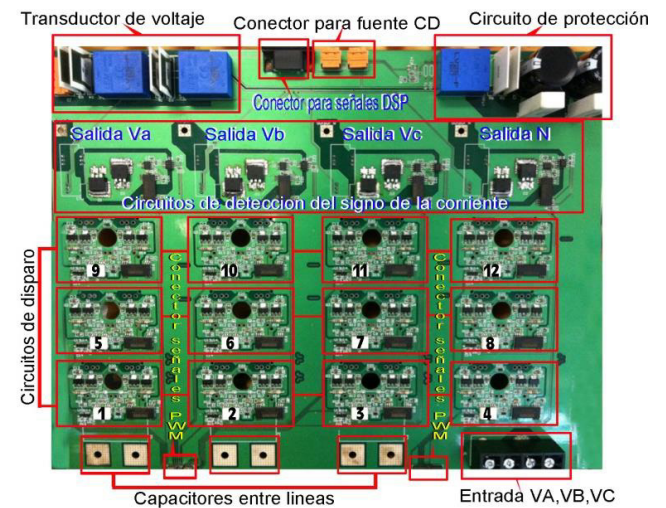 Transductor de voltaje
Conector para fuente CD
Circuito de protección
Conector para señales DSP
Salida Va
Salida Vb
Salida Vc
Salida N
Circuitos de deteccion del signo de la corriente
Circuitos de disparo
9
10
11
12
5
6
7
8
1
2
3
4
Conector señales PWM
Conector señales PWM
Capacitores entre lineas
Entrada VA,VB,VC